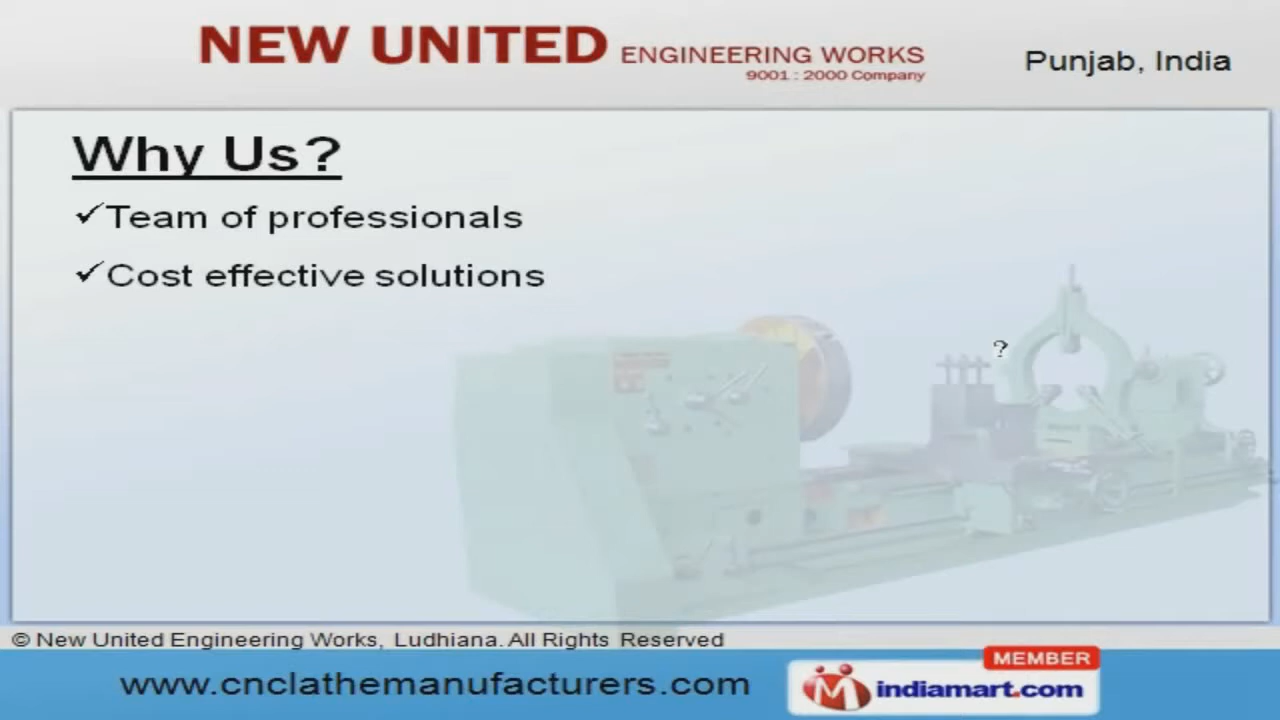 NEW UNITED ENGINEERING WORKS
9001 : 2000 Company
Punjab, India
Why Us?
✓Team of professionals
✓Cost effective solutions
?
© New United Engineering Works, Ludhiana. All Rights Reserved
www.cnclathemanufacturers.com
MEMBER
indiamart.com